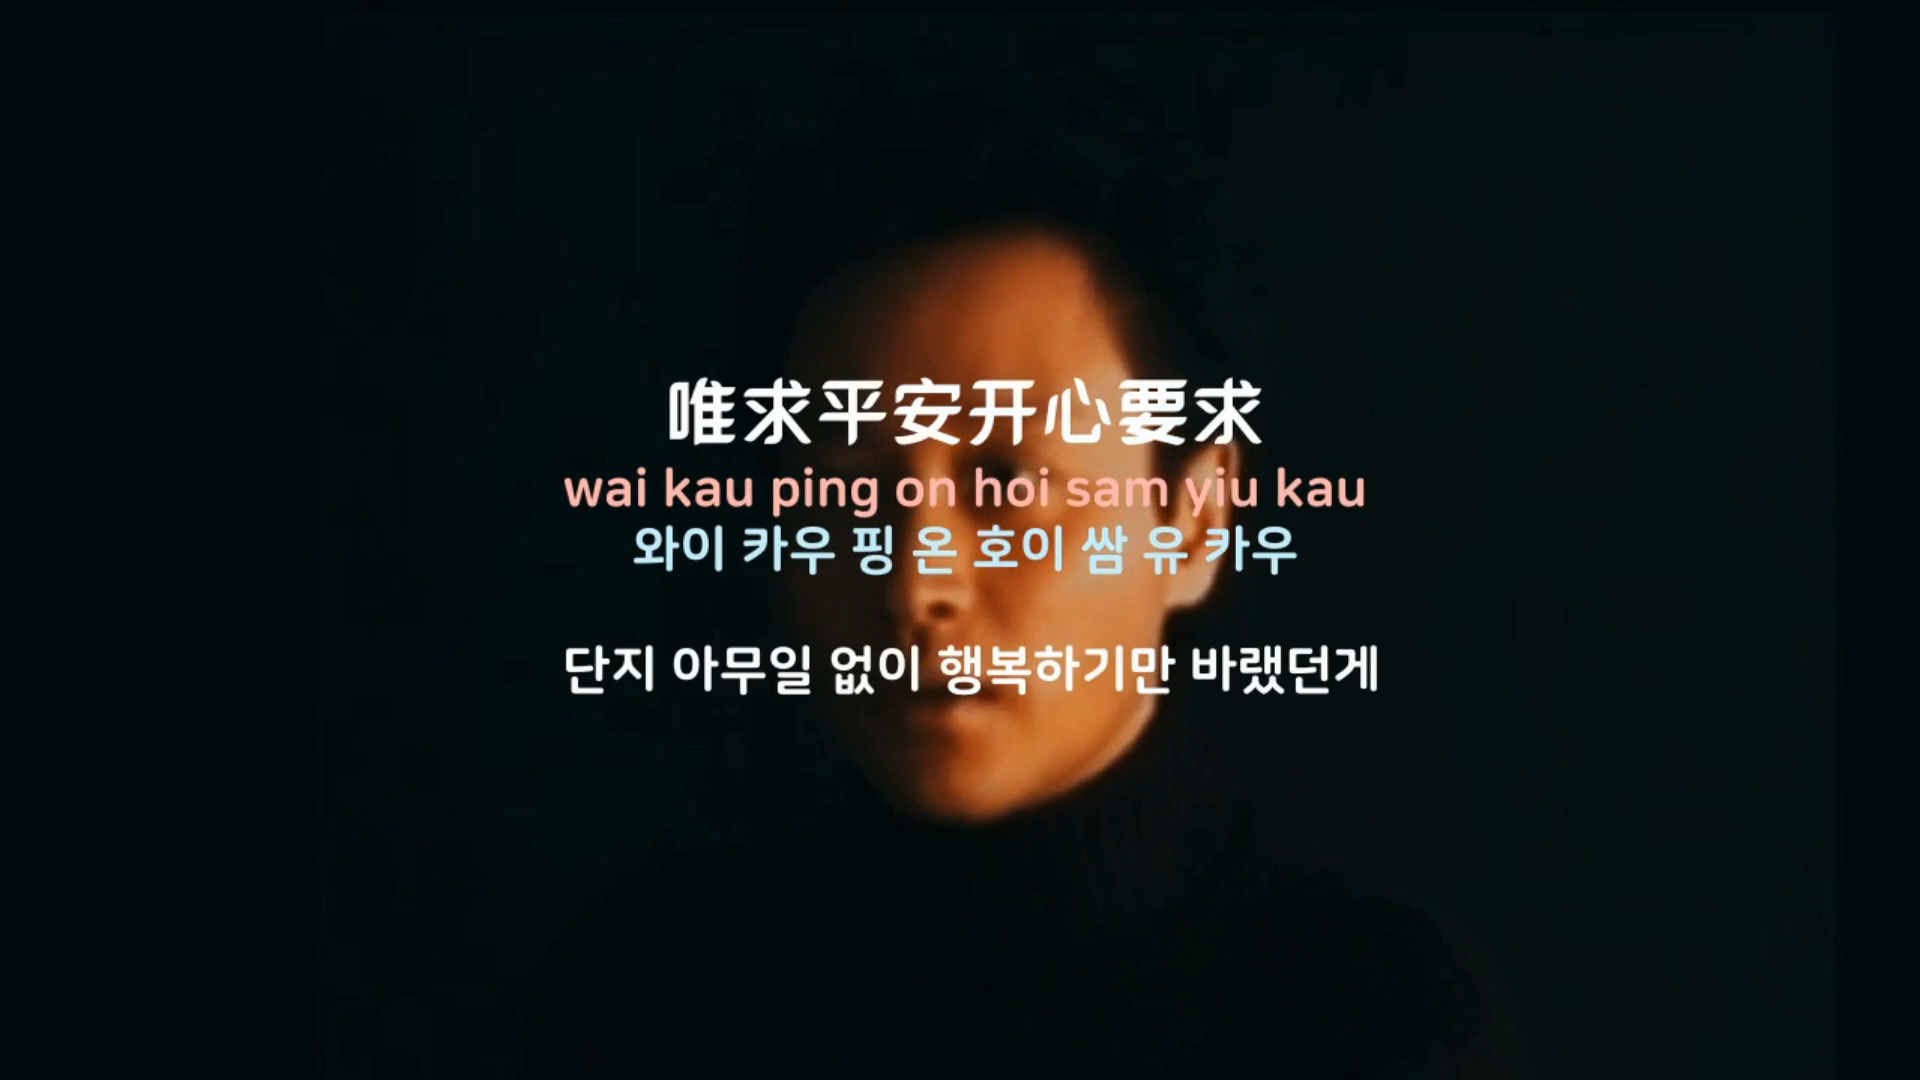 唯求平安开心要求
wai kau ping on hoi sam yiu kau
와이 카우 핑 온 호이 쌈 유 카우
단지 아무일 없이 행복하기만 바랬던게